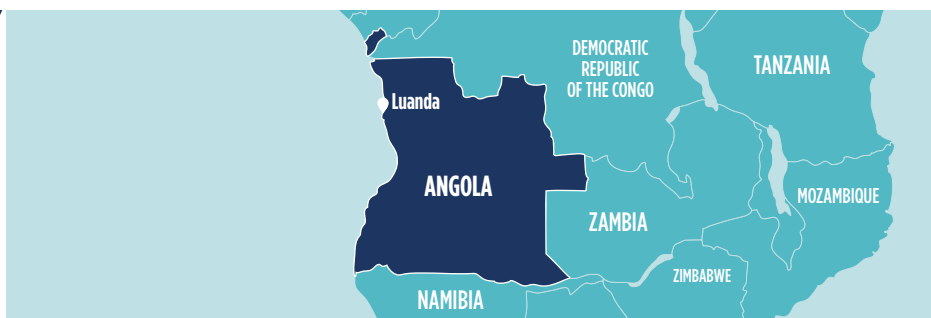 DEMOCRATIC
REPUBLIC
OF THE CONGO
TANZANIA
Luanda
ANGOLA
MOZAMBIQUE
ZAMBIA
ZIMBABWE
NAMIBIA